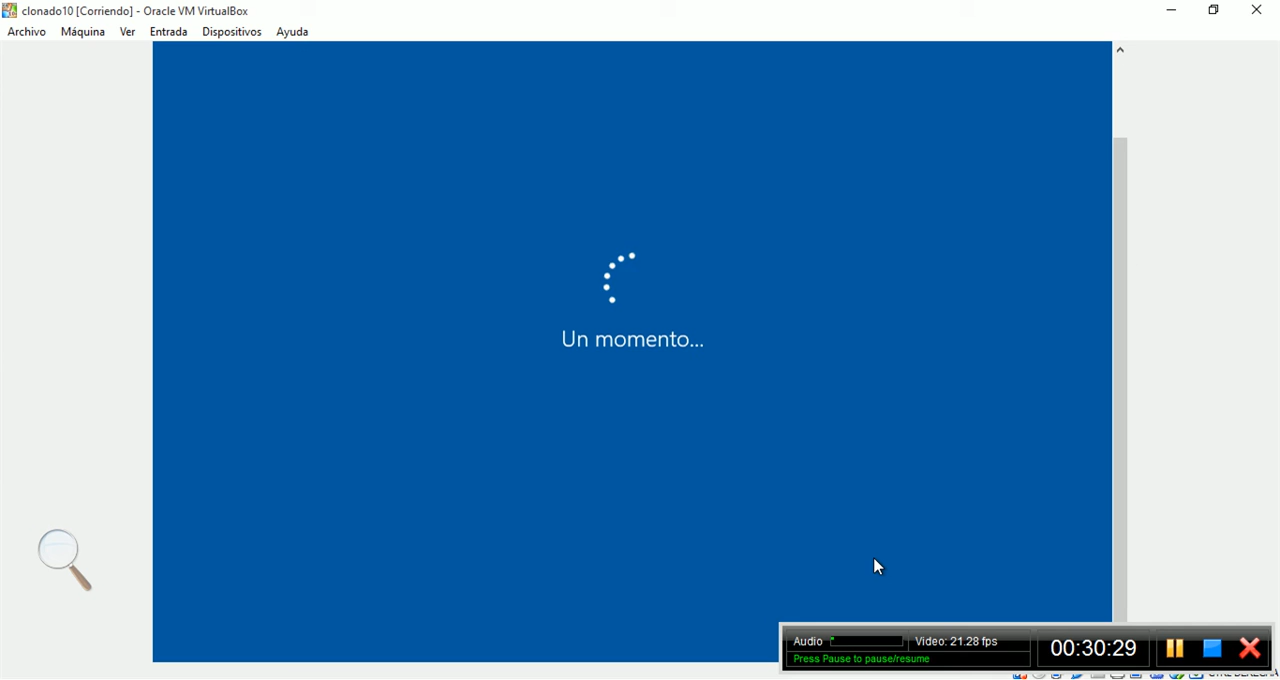 clonado10 [Corriendo] - Oracle VM VirtualBox
Archivo Máquina Ver Entrada Dispositivos Ayuda
Un momento...
Audio Video: 21.28 fps
Press Pause to pause/resume
00:30:29